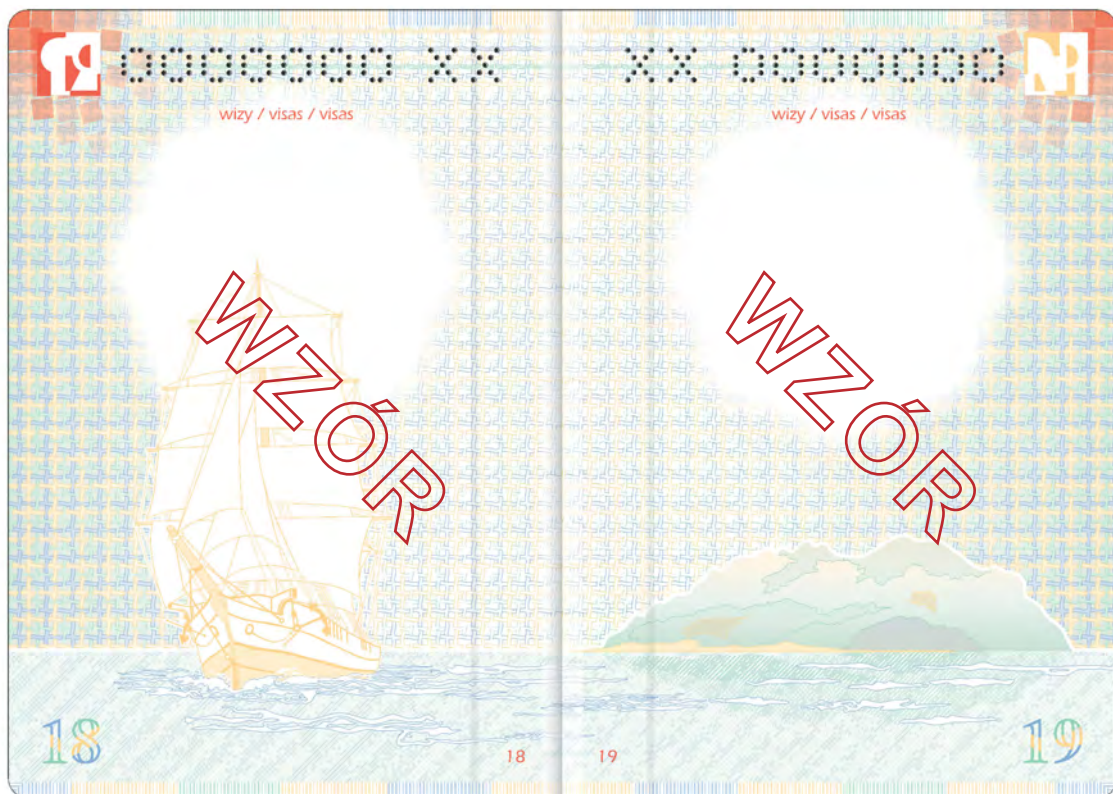 0000000 XX
wizy / visas / visas
WZÓR
18
18
XX 0000000
wizy / visas / visas
WZÓR
19
19